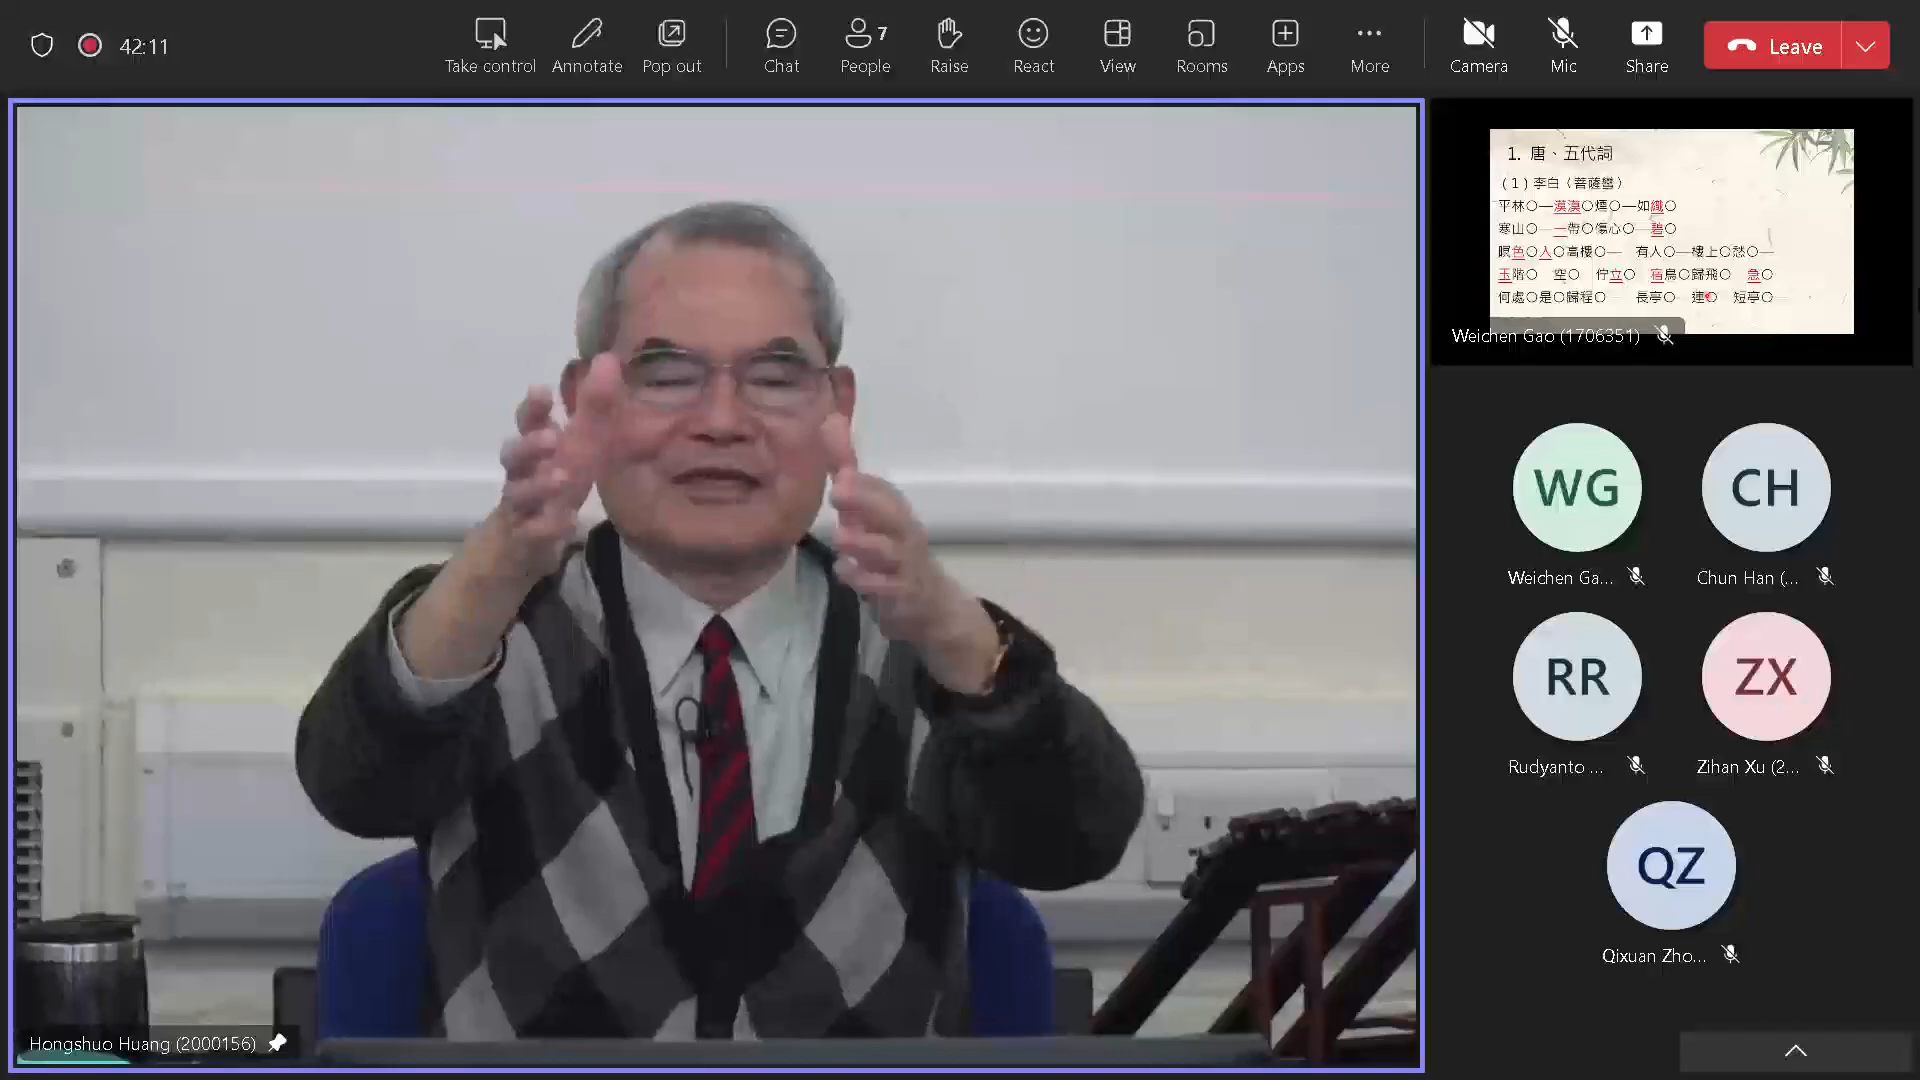 42:11
Take control
Annotate
Pop out
Chat
People
7
Raise
React
View
Rooms
Apps
More
Camera
Mic
Share
Leave
1. 唐、五代詞
(1)李白〈菩薩蠻〉
平林○—漠漠○煙○—如織○
寒山○—一帶○傷心○—碧○
暝色○入○高樓○— 有人○—樓上○愁○—
玉階○ 空○ 佇立○ 宿鳥○歸飛○ 急○
何處○是○歸程○ 長亭○ 連○ 短亭○
Weichen Gao (1706351)
WG
CH
Weichen Ga...
Chun Han (...
RR
ZX
Rudyanto ...
Zihan Xu (2...
QZ
Qixuan Zho...
Hongshuo Huang (2000156)